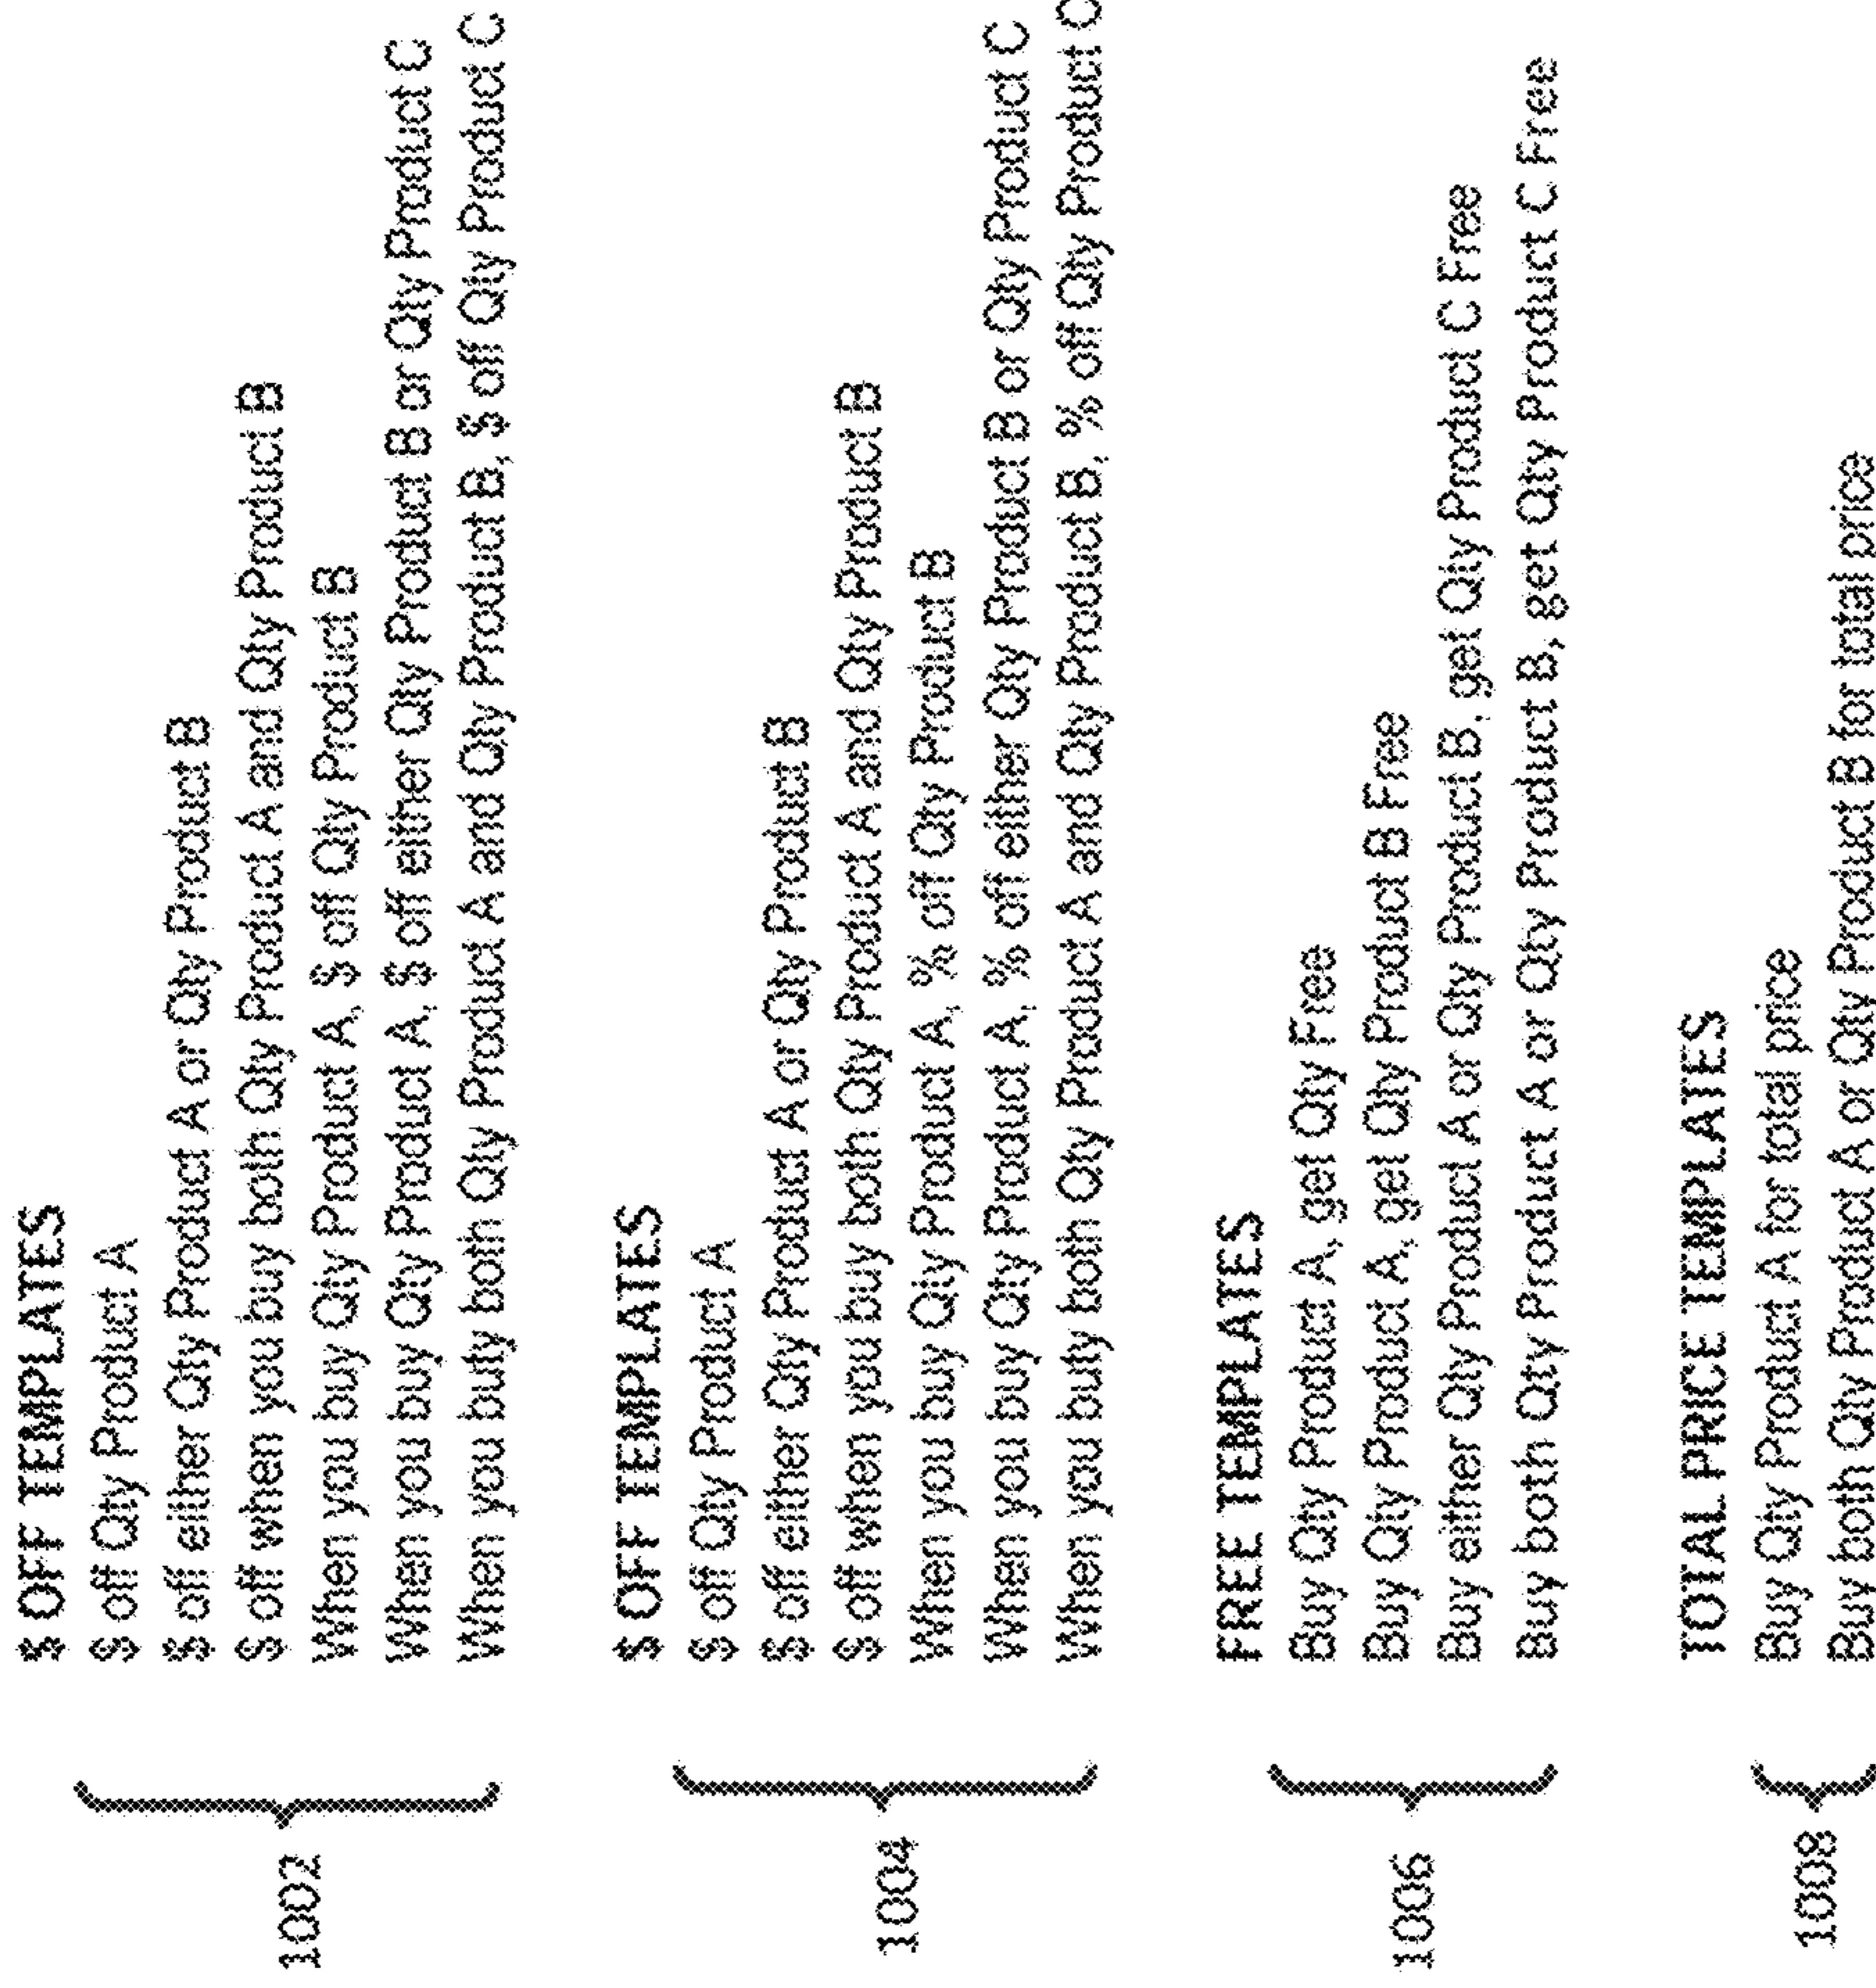 $ OFF TEMPLATES
$ off Qty Product A
$ off either Qty Product A or Qty Product B
$ off when you buy both Qty Product A and Qty Product B
When you buy Qty Product A, $ off Qty Product B
When you buy Qty Product A, $ off either Qty Product B or Qty Product C
When you buty both Qty Product A and Qty Product B, $ off Qty Product C
1002
$ OFF TEMPLATES
$ off Qty Product A
$ off either Qty Product A or Qty Product B
$ off when you buy both Qty Product A and Qty Product B
When you buy Qty Product A, % off Qty Product B
When you buy Qty Product A, % off either Qty Product B or Qty Product C
When you buty both Qty Product A and Qty Product B, % off Qty Product C
1004
FREE TEMPLATES
Buy Qty Product A, get Qty Free
Buy Qty Product A, get Qty Product B Free
Buy either Qty Product A or Qty Product B, get Qty Product C Free
Buy both Qty Product A or Qty Product B, get Qty Product C Free
1006
TOTAL PRICE TEMPLATES
Buy Qty Product A for total price
Buy both Qty Product A or Qty Product B for total price
1008